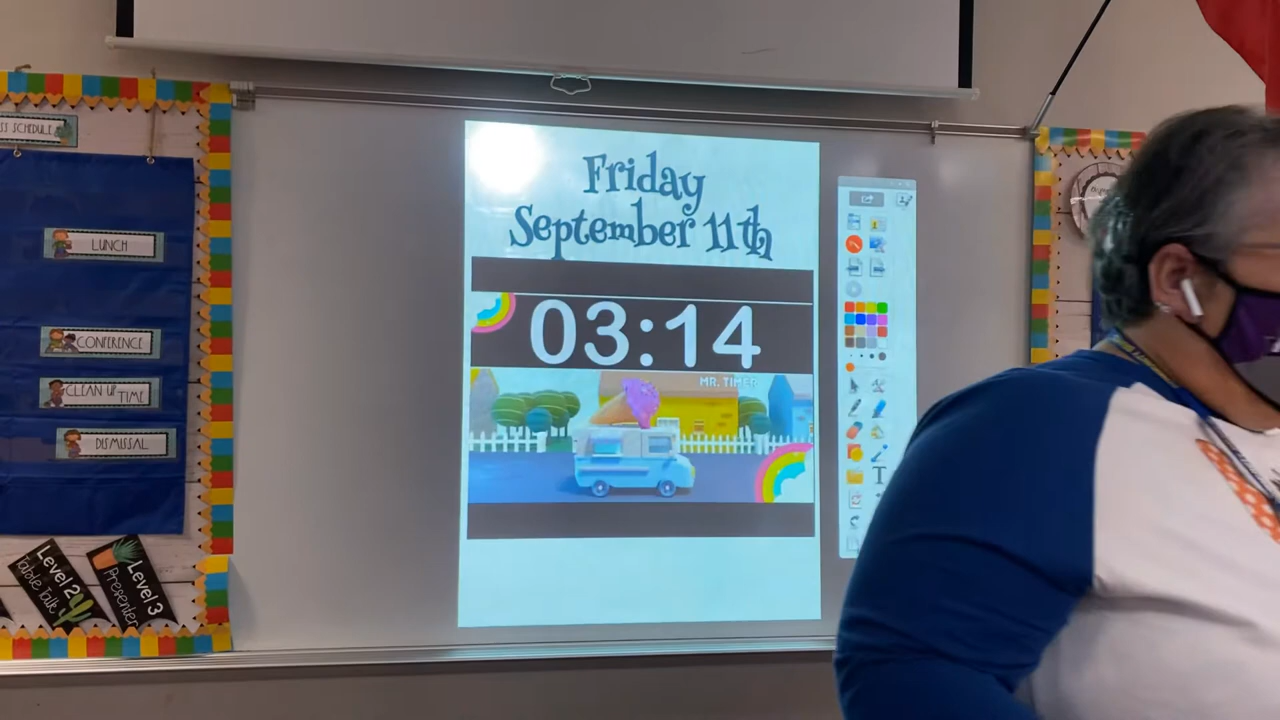 SS SCHEDULE
LUNCH
CONFERENCE
CLEAN UP TIME
DISMISSAL
Level 2
Table Talk
Level 3
Presenter
Friday
September 11th
03:14
MR. TIMER
T